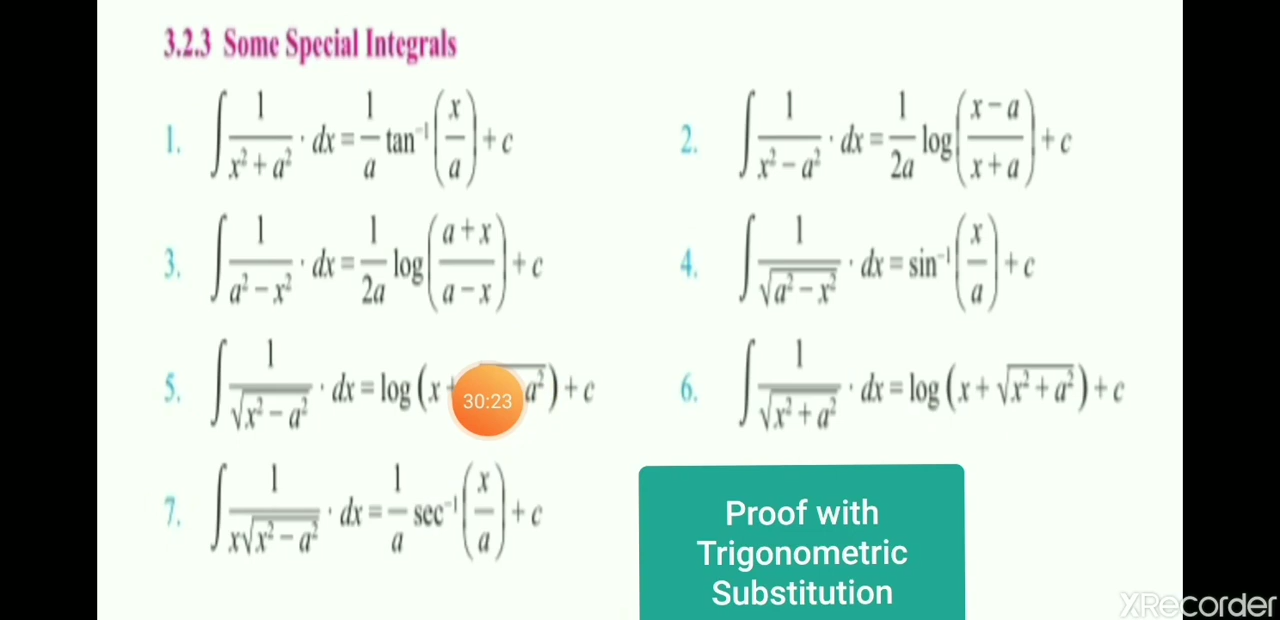 3.2.3 Some Special Integrals
1. ∫ 1/(x² + a²) · dx = 1/a tan⁻¹(x/a) + c
2. ∫ 1/(x² − a²) · dx = 1/2a log((x − a)/(x + a)) + c
3. ∫ 1/(a² − x²) · dx = 1/2a log((a + x)/(a − x)) + c
4. ∫ 1/√(a² − x²) · dx = sin⁻¹(x/a) + c
5. ∫ 1/√(x² − a²) · dx = log (x + a²) + c
30:23
6. ∫ 1/√(x² + a²) · dx = log (x + √(x² + a²)) + c
7. ∫ 1/(x√(x² − a²)) · dx = 1/a sec⁻¹(x/a) + c
Proof with
Trigonometric
Substitution
XRecorder